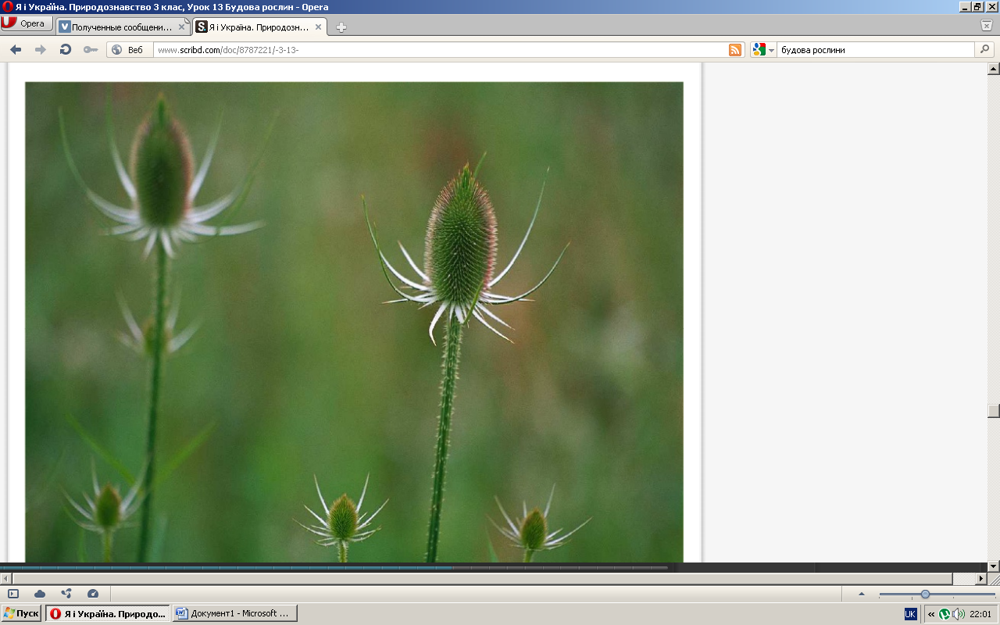 Я і Україна. Природознавство 3 клас, Урок 13 Будова рослин - Opera
Opera
Полученные сообщени...
Я і Україна. Природозн...
Веб
www.scribd.com/doc/8787221/-3-13-
будова рослини
Пуск
Я і Україна. Природо...
Документ1 - Microsoft ...
UK
«
22:01